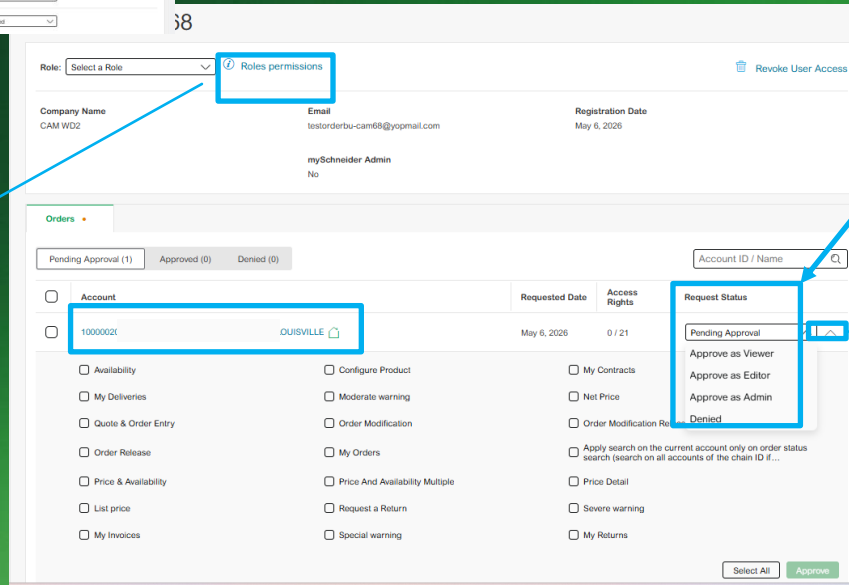 68
Role: Select a Role Roles permissions Revoke User Access
Company Name Email Registration Date
CAM WD2 testorderbu-cam68@yopmail.com May 6, 2026
mySchneider Admin
No
Orders
Pending Approval (1) Approved (0) Denied (0) Account ID / Name
Account Requested Date Access Rights Request Status
10000020 OUISVILLE May 6, 2026 0 / 21 Pending Approval
Approve as Viewer
Approve as Editor
Approve as Admin
Denied
Availability Configure Product My Contracts
My Deliveries Moderate warning Net Price
Quote & Order Entry Order Modification Order Modification
Order Release My Orders Apply search on the current account only on order status
search (search on all accounts of the chain ID if…
Price & Availability Price And Availability Multiple Price Detail
List price Request a Return Severe warning
My Invoices Special warning My Returns
Select All Approve